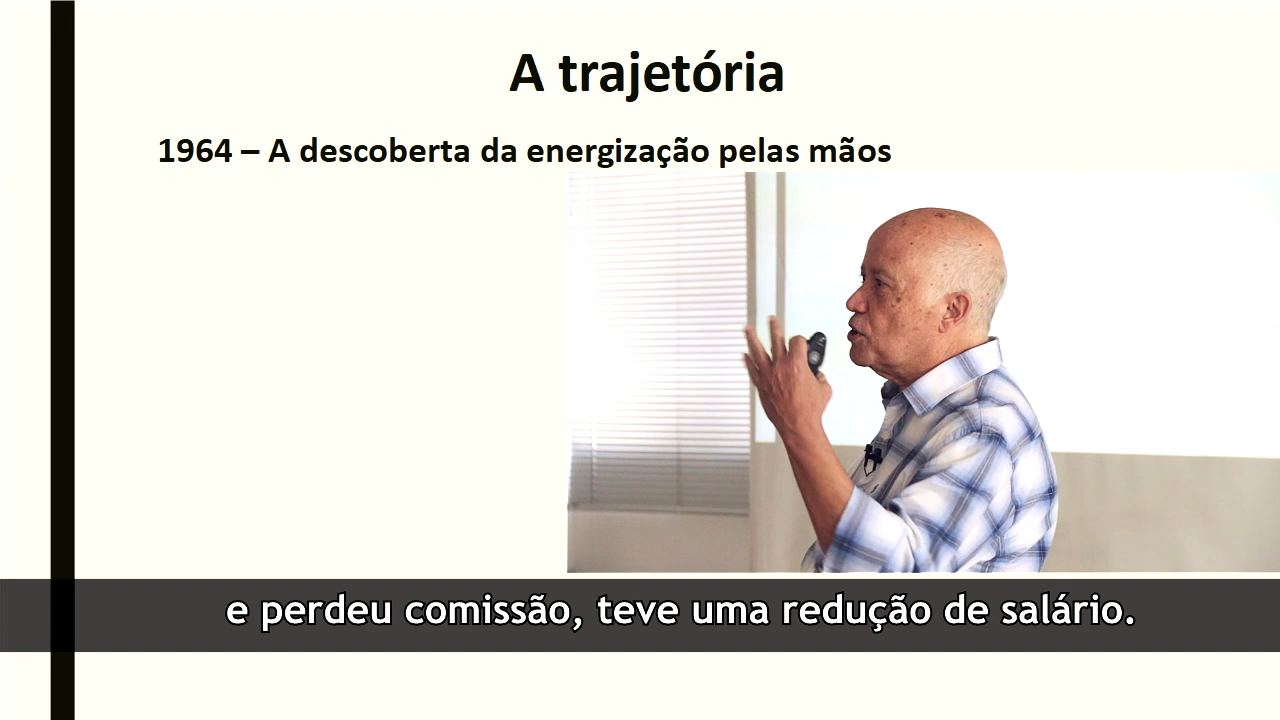 A trajetória
1964 – A descoberta da energização pelas mãos
e perdeu comissão, teve uma redução de salário.